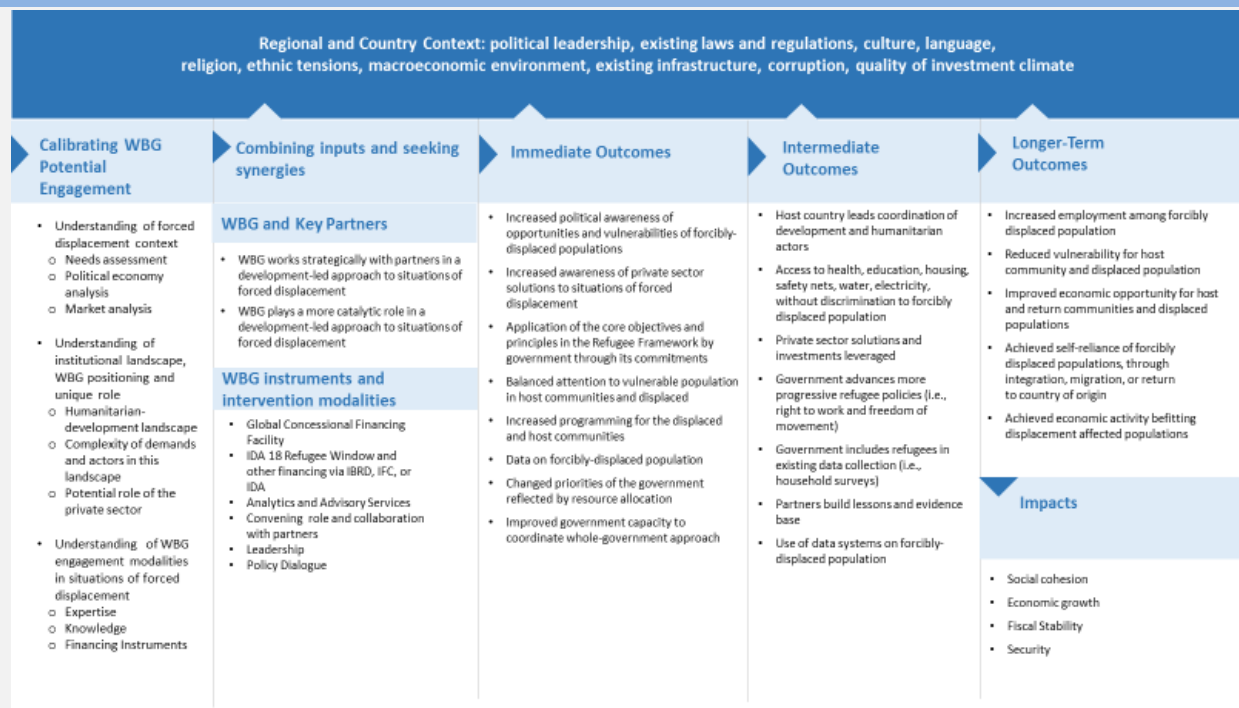 Regional and Country Context: political leadership, existing laws and regulations, culture, language,
religion, ethnic tensions, macroeconomic environment, existing infrastructure, corruption, quality of investment climate
Calibrating WBG
Potential
Engagement
• Understanding of forced
displacement context
o Needs assessment
o Political economy
analysis
o Market analysis
• Understanding of
institutional landscape,
WBG positioning and
unique role
o Humanitarian-
development landscape
o Complexity of demands
and actors in this
landscape
o Potential role of the
private sector
• Understanding of WBG
engagement modalities
in situations of forced
displacement
o Expertise
o Knowledge
o Financing Instruments
Combining inputs and seeking
synergies
WBG and Key Partners
• WBG works strategically with partners in a
development-led approach to situations of
forced displacement
• WBG plays a more catalytic role in a
development-led approach to situations of
forced displacement
WBG instruments and
intervention modalities
• Global Concessional Financing
Facility
• IDA 18 Refugee Window and
other financing via IBRD, IFC, or
IDA
• Analytics and Advisory Services
• Convening role and collaboration
with partners
• Leadership
• Policy Dialogue
Immediate Outcomes
• Increased political awareness of
opportunities and vulnerabilities of forcibly-
displaced populations
• Increased awareness of private sector
solutions to situations of forced
displacement
• Application of the core objectives and
principles in the Refugee Framework by
government through its commitments
• Balanced attention to vulnerable population
in host communities and displaced
• Increased programming for the displaced
and host communities
• Data on forcibly-displaced population
• Changed priorities of the government
reflected by resource allocation
• Improved government capacity to
coordinate whole-government approach
Intermediate
Outcomes
• Host country leads coordination of
development and humanitarian
actors
• Access to health, education, housing,
safety nets, water, electricity,
without discrimination to forcibly
displaced population
• Private sector solutions and
investments leveraged
• Government advances more
progressive refugee policies (i.e.,
right to work and freedom of
movement)
• Government includes refugees in
existing data collection (i.e.,
household surveys)
• Partners build lessons and evidence
base
• Use of data systems on forcibly-
displaced population
Longer-Term
Outcomes
• Increased employment among forcibly
displaced population
• Reduced vulnerability for host
community and displaced population
• Improved economic opportunity for host
and return communities and displaced
populations
• Achieved self-reliance of forcibly
displaced populations, through
integration, migration, or return
to country of origin
• Achieved economic activity befitting
displacement affected populations
Impacts
• Social cohesion
• Economic growth
• Fiscal Stability
• Security